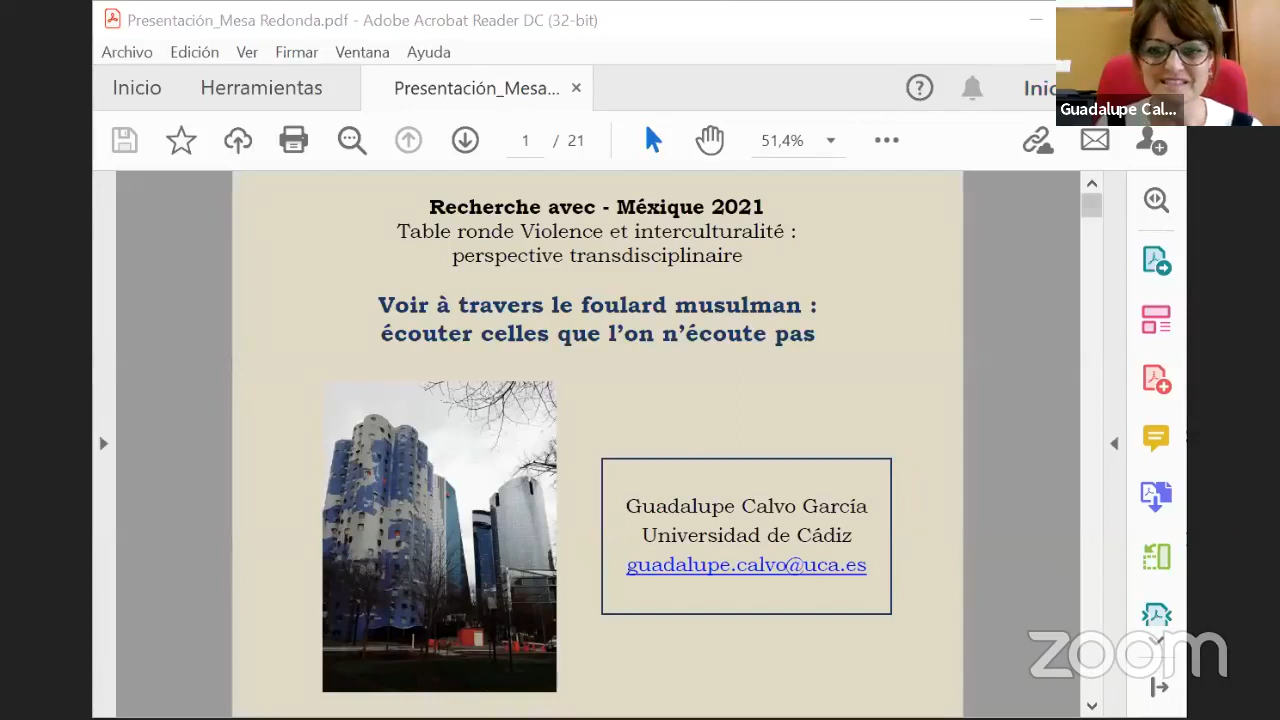 Presentación_Mesa Redonda.pdf - Adobe Acrobat Reader DC (32-bit)
Archivo Edición Ver Firmar Ventana Ayuda
Inicio Herramientas Presentación_Mesa... × Inic
1 / 21 51,4%
Guadalupe Cal...
Recherche avec - Méxique 2021
Table ronde Violence et interculturalité :
perspective transdisciplinaire
Voir à travers le foulard musulman :
écouter celles que l’on n’écoute pas
Guadalupe Calvo García
Universidad de Cádiz
guadalupe.calvo@uca.es
zoom